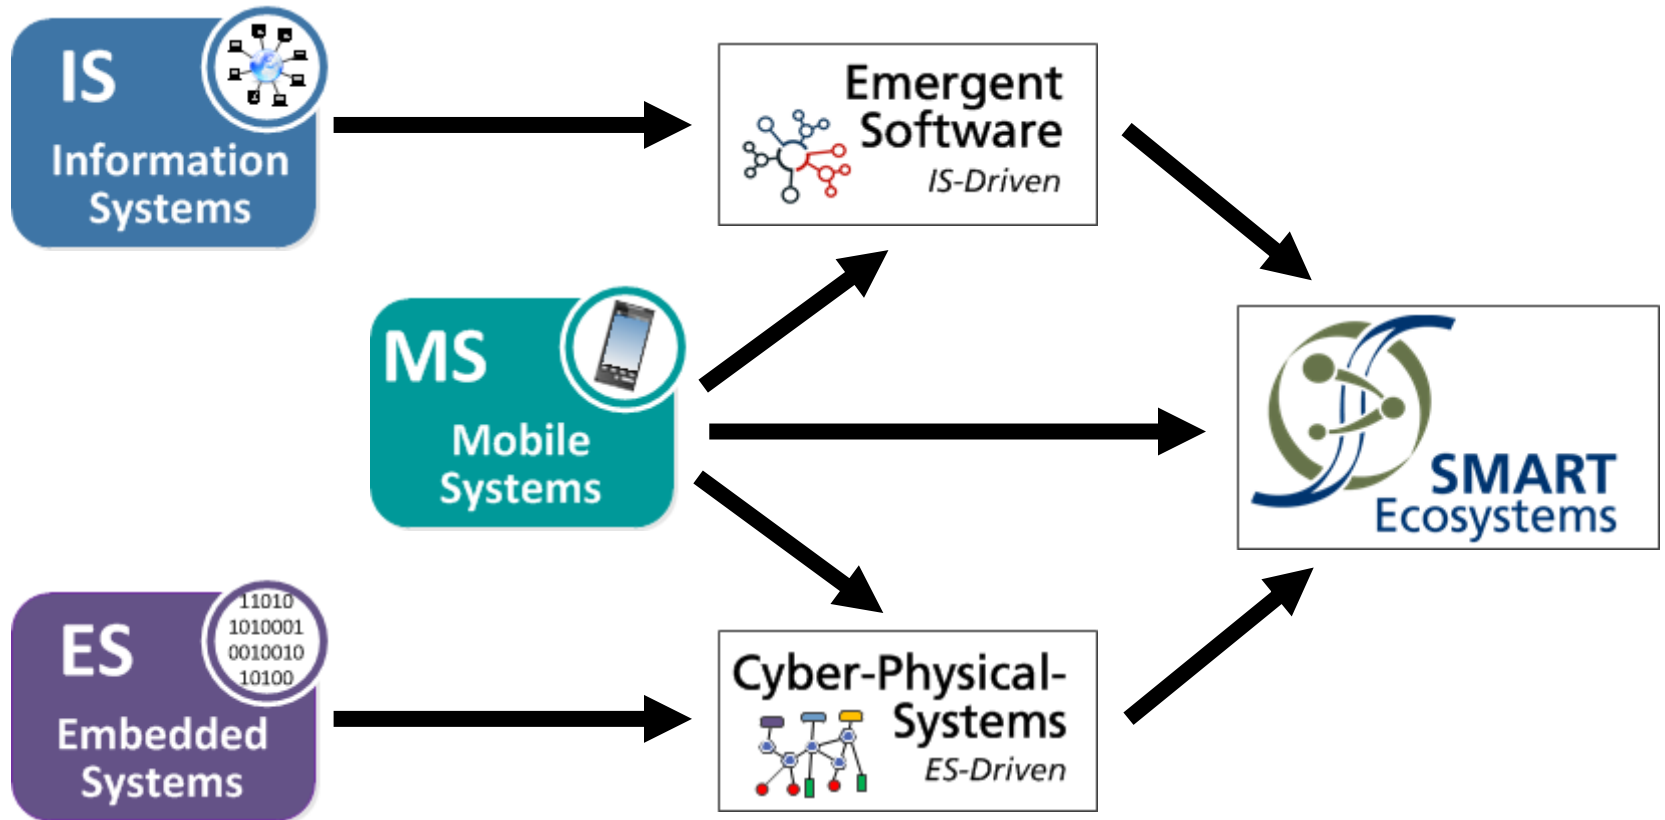 IS
Information
Systems
Emergent
Software
IS-Driven
MS
Mobile
Systems
SMART
Ecosystems
ES
11010
1010001
0010010
10100
Embedded
Systems
Cyber-Physical-
Systems
ES-Driven